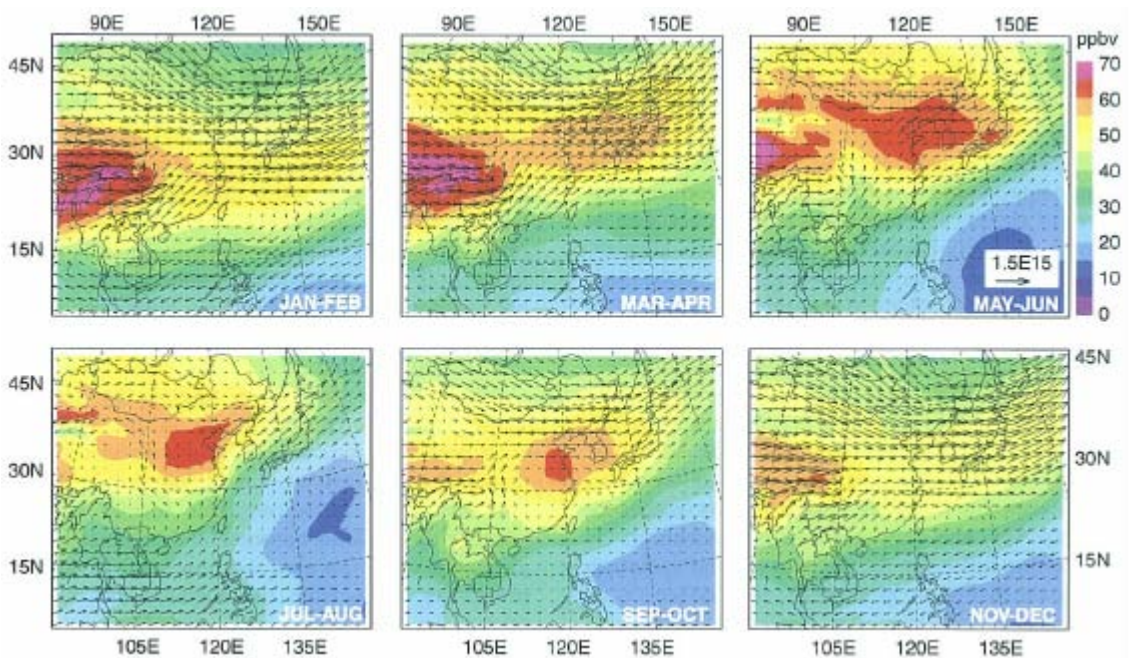 90E 120E 150E 90E 120E 150E 90E 120E 150E
ppbv
45N 70
60
50
30N 40
30
15N 20
1.5E15 10
JAN-FEB MAR-APR MAY-JUN 0
45N 45N
30N 30N
15N 15N
JUL-AUG SEP-OCT NOV-DEC
105E 120E 135E 105E 120E 135E 105E 120E 135E